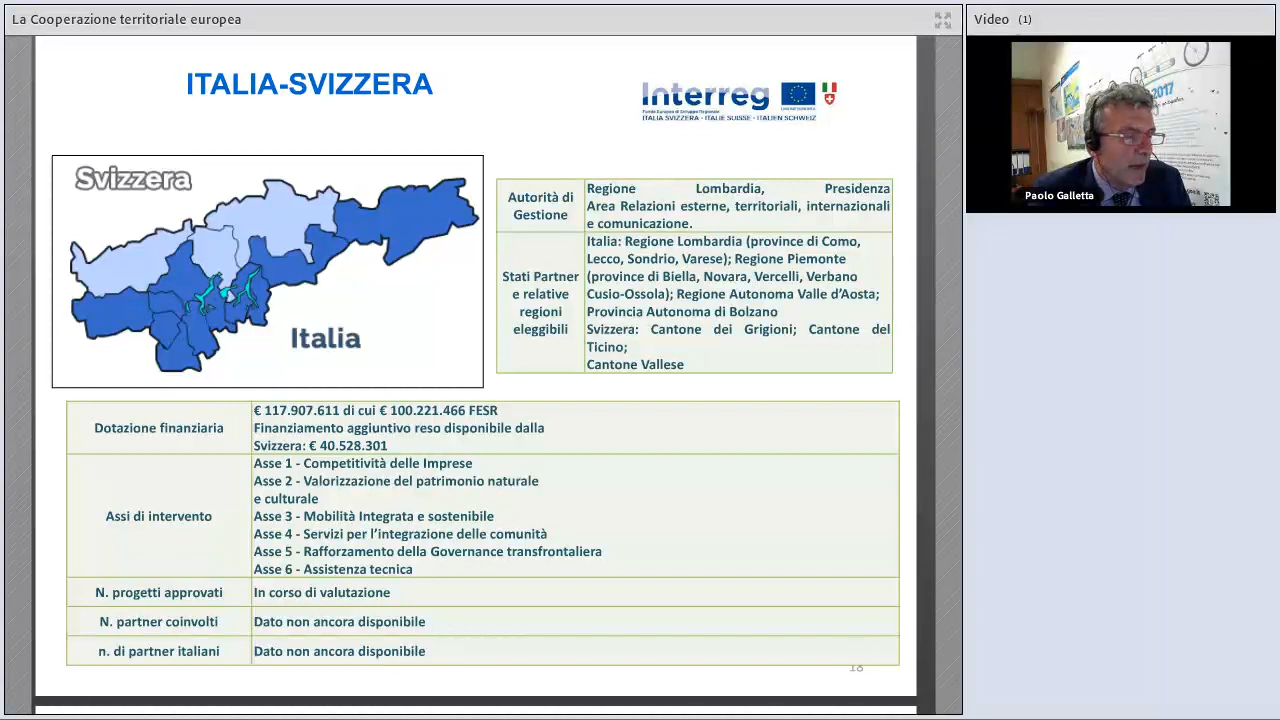 La Cooperazione territoriale europea
Video (1)
ITALIA-SVIZZERA
Interreg
ITALIA SVIZZERA - ITALIE SUISSE - ITALIEN SCHWEIZ
Svizzera
Italia
Autorità di
Gestione
Regione Lombardia, Presidenza
Area Relazioni esterne, territoriali, internazionali
e comunicazione.
Stati Partner
e relative
regioni
eleggibili
Italia: Regione Lombardia (province di Como,
Lecco, Sondrio, Varese); Regione Piemonte
(province di Biella, Novara, Vercelli, Verbano
Cusio-Ossola); Regione Autonoma Valle d’Aosta;
Provincia Autonoma di Bolzano
Svizzera: Cantone dei Grigioni; Cantone del
Ticino;
Cantone Vallese
Dotazione finanziaria
€ 117.907.611 di cui € 100.221.466 FESR
Finanziamento aggiuntivo reso disponibile dalla
Svizzera: € 40.528.301
Assi di intervento
Asse 1 - Competitività delle Imprese
Asse 2 - Valorizzazione del patrimonio naturale
e culturale
Asse 3 - Mobilità Integrata e sostenibile
Asse 4 - Servizi per l’integrazione delle comunità
Asse 5 - Rafforzamento della Governance transfrontaliera
Asse 6 - Assistenza tecnica
N. progetti approvati
In corso di valutazione
N. partner coinvolti
Dato non ancora disponibile
n. di partner italiani
Dato non ancora disponibile
18
2017
Paolo Galletta